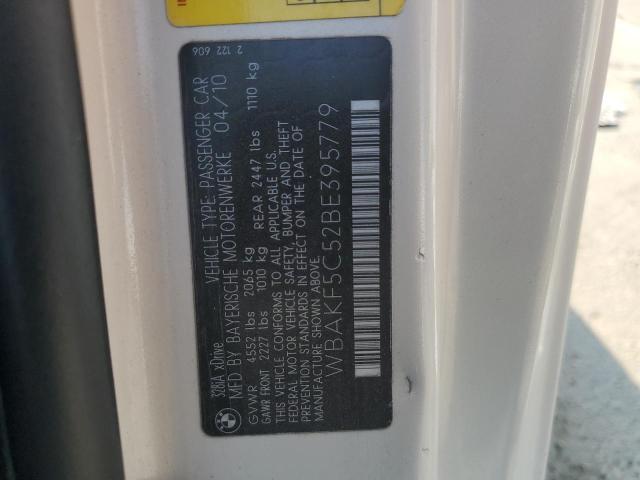 328iA xDrive VEHICLE TYPE: PASSENGER CAR
MFD BY BAYERISCHE MOTORENWERKE 04/10
GVWR 4552 lbs 2065 kg
GAWR FRONT 2227 lbs 1010 kg REAR 2447 lbs 1110 kg
THIS VEHICLE CONFORMS TO ALL APPLICABLE U.S.
FEDERAL MOTOR VEHICLE SAFETY, BUMPER AND THEFT
PREVENTION STANDARDS IN EFFECT ON THE DATE OF
MANUFACTURE SHOWN ABOVE.
WBAKF5C52BE395779
2 122 606